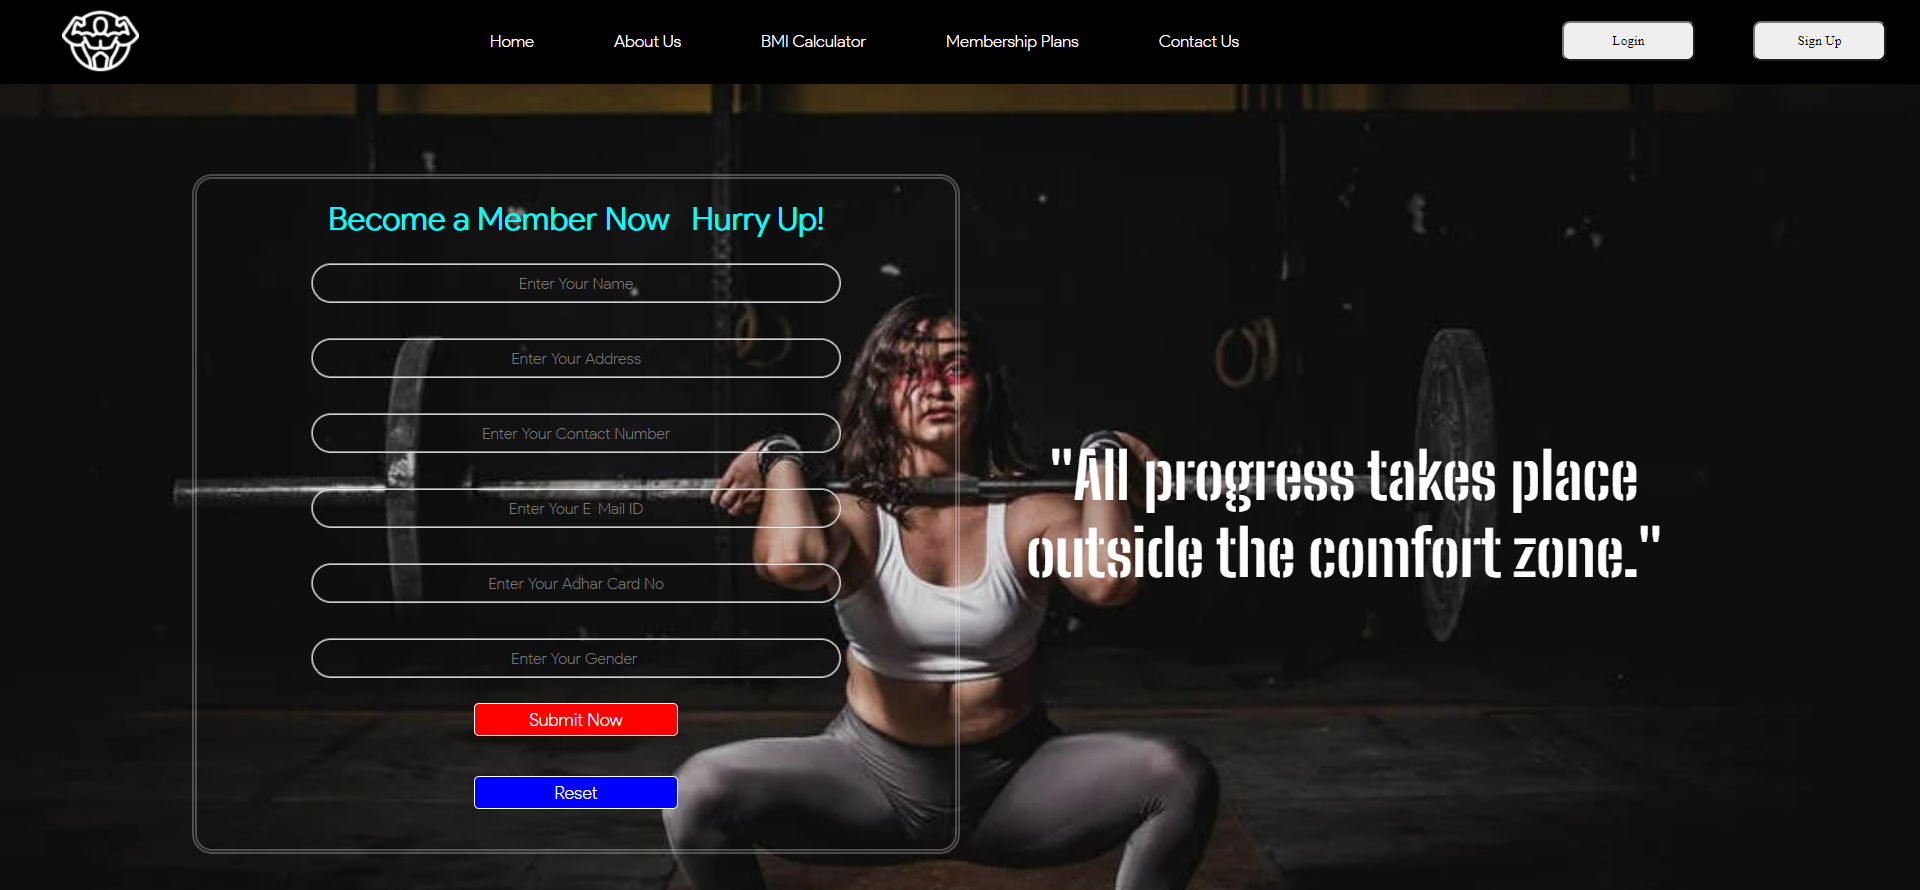 Home
About Us
BMI Calculator
Membership Plans
Contact Us
Login
Sign Up
Become a Member Now   Hurry Up!
Enter Your Name
Enter Your Address
Enter Your Contact Number
Enter Your E  Mail ID
Enter Your Adhar Card No
Enter Your Gender
Submit Now
Reset
"All progress takes place
outside the comfort zone."